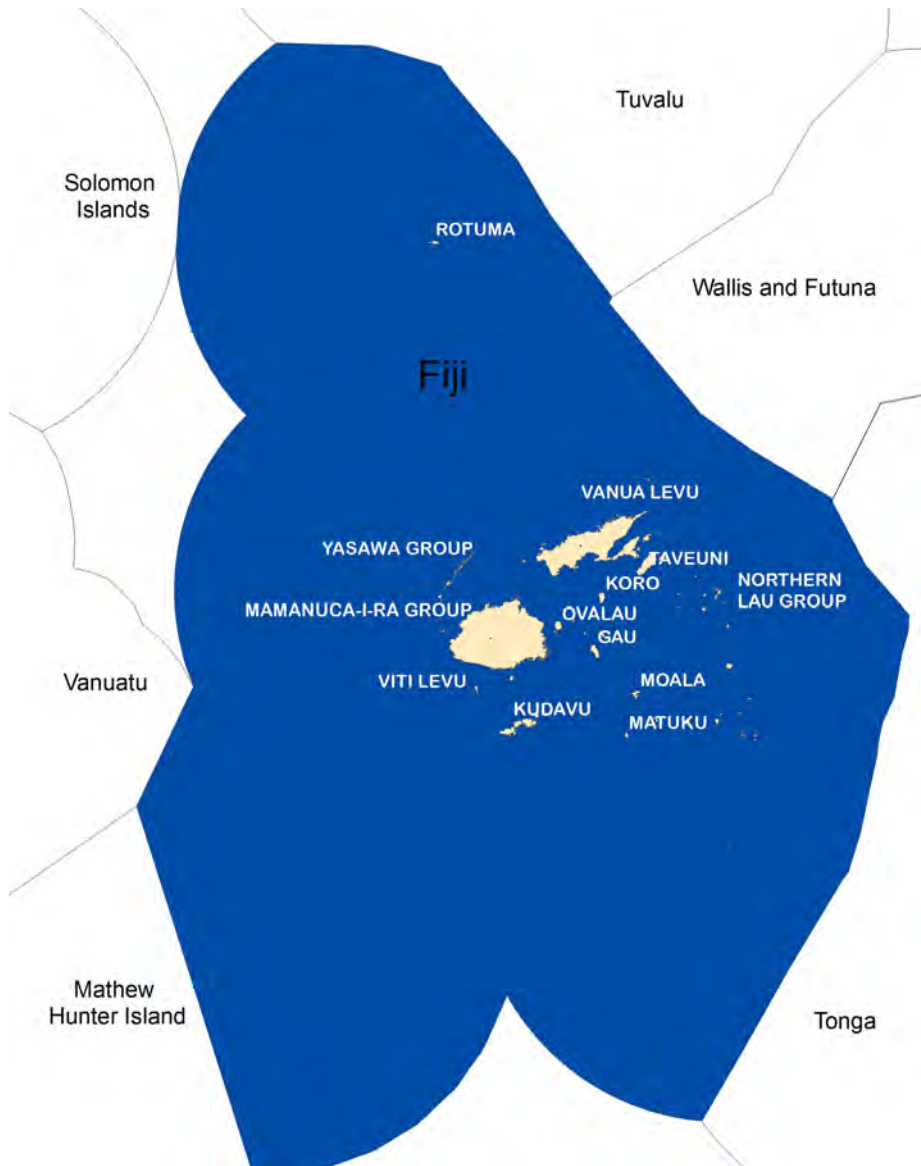 Tuvalu
Solomon
Islands
ROTUMA
Wallis and Futuna
Fiji
VANUA LEVU
YASAWA GROUP
TAVEUNI
KORO
NORTHERN
LAU GROUP
MAMANUCA-I-RA GROUP
OVALAU
GAU
Vanuatu
VITI LEVU
MOALA
KUDAVU
MATUKU
Mathew
Hunter Island
Tonga